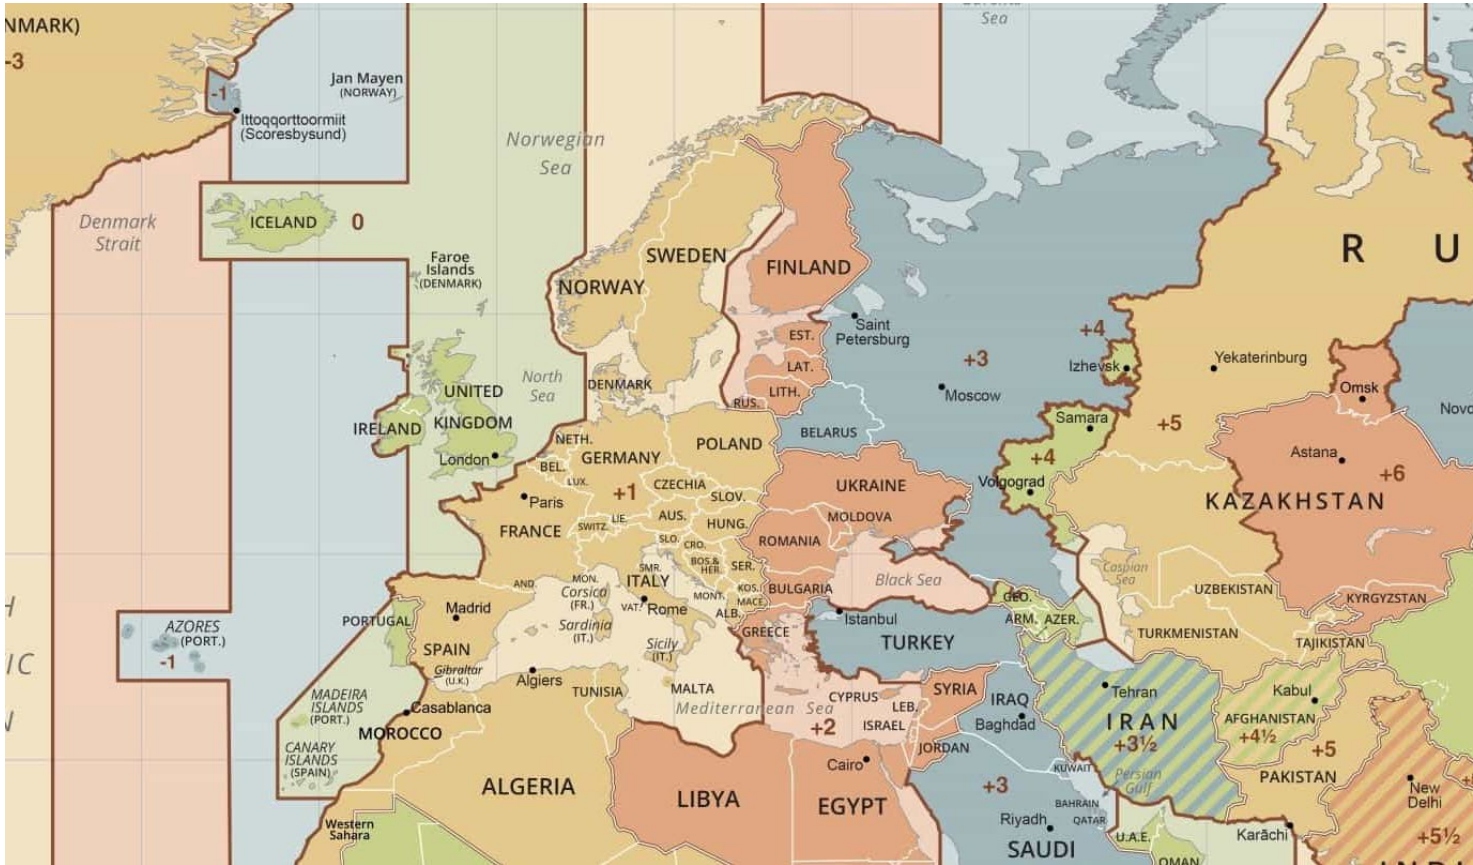 NMARK)
-3
-1
Ittoqqortoormiit
(Scoresbysund)
Jan Mayen
(NORWAY)
Sea
Norwegian
Sea
Denmark
Strait
ICELAND
0
Faroe
Islands
(DENMARK)
SWEDEN
NORWAY
FINLAND
R U
Saint
Petersburg
EST.
LAT.
LITH.
RUS.
+3
Moscow
+4
Izhevsk
Yekaterinburg
Omsk
Novo
North
Sea
DENMARK
UNITED
KINGDOM
IRELAND
London
NETH.
BEL.
LUX.
GERMANY
POLAND
BELARUS
Samara
+4
Volgograd
+5
Astana
+6
KAZAKHSTAN
Paris
FRANCE
+1
CZECHIA
SLOV.
LIE.
SWITZ.
AUS.
HUNG.
SLO.
CRO.
BOS.&
HER.
SER.
UKRAINE
MOLDOVA
ROMANIA
BULGARIA
Black Sea
Caspian
Sea
UZBEKISTAN
KYRGYZSTAN
TURKMENISTAN
TAJIKISTAN
GEO.
ARM.
AZER.
AND.
MON.
Corsica
(FR.)
SMR.
ITALY
VAT.
Rome
MONT.
KOS.
MACE.
ALB.
GREECE
Istanbul
TURKEY
H
IC
N
AZORES
(PORT.)
-1
PORTUGAL
Madrid
SPAIN
Gibraltar
(U.K.)
Sardinia
(IT.)
Sicily
(IT.)
MALTA
Mediterranean Sea
Algiers
TUNISIA
CYPRUS
LEB.
ISRAEL
SYRIA
+2
JORDAN
IRAQ
Baghdad
Tehran
IRAN
+3½
Kabul
AFGHANISTAN
+4½
+5
PAKISTAN
MADEIRA
ISLANDS
(PORT.)
Casablanca
MOROCCO
CANARY
ISLANDS
(SPAIN)
Western
Sahara
ALGERIA
LIBYA
Cairo
EGYPT
+3
KUWAIT
Persian
Gulf
BAHRAIN
QATAR
Riyadh
SAUDI
U.A.E.
OMAN
Karāchi
New
Delhi
+5½